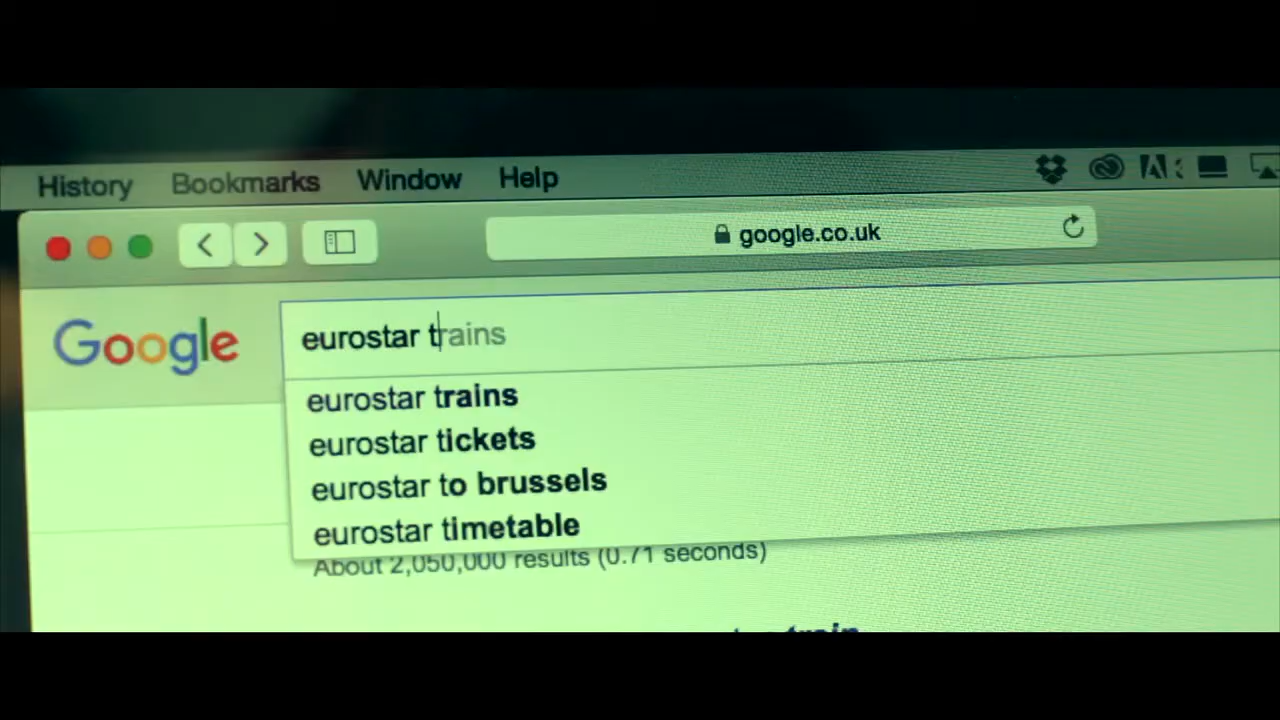 History Bookmarks Window Help
google.co.uk
Google
eurostar trains
eurostar trains
eurostar tickets
eurostar to brussels
eurostar timetable
About 2,050,000 results (0.71 seconds)
train